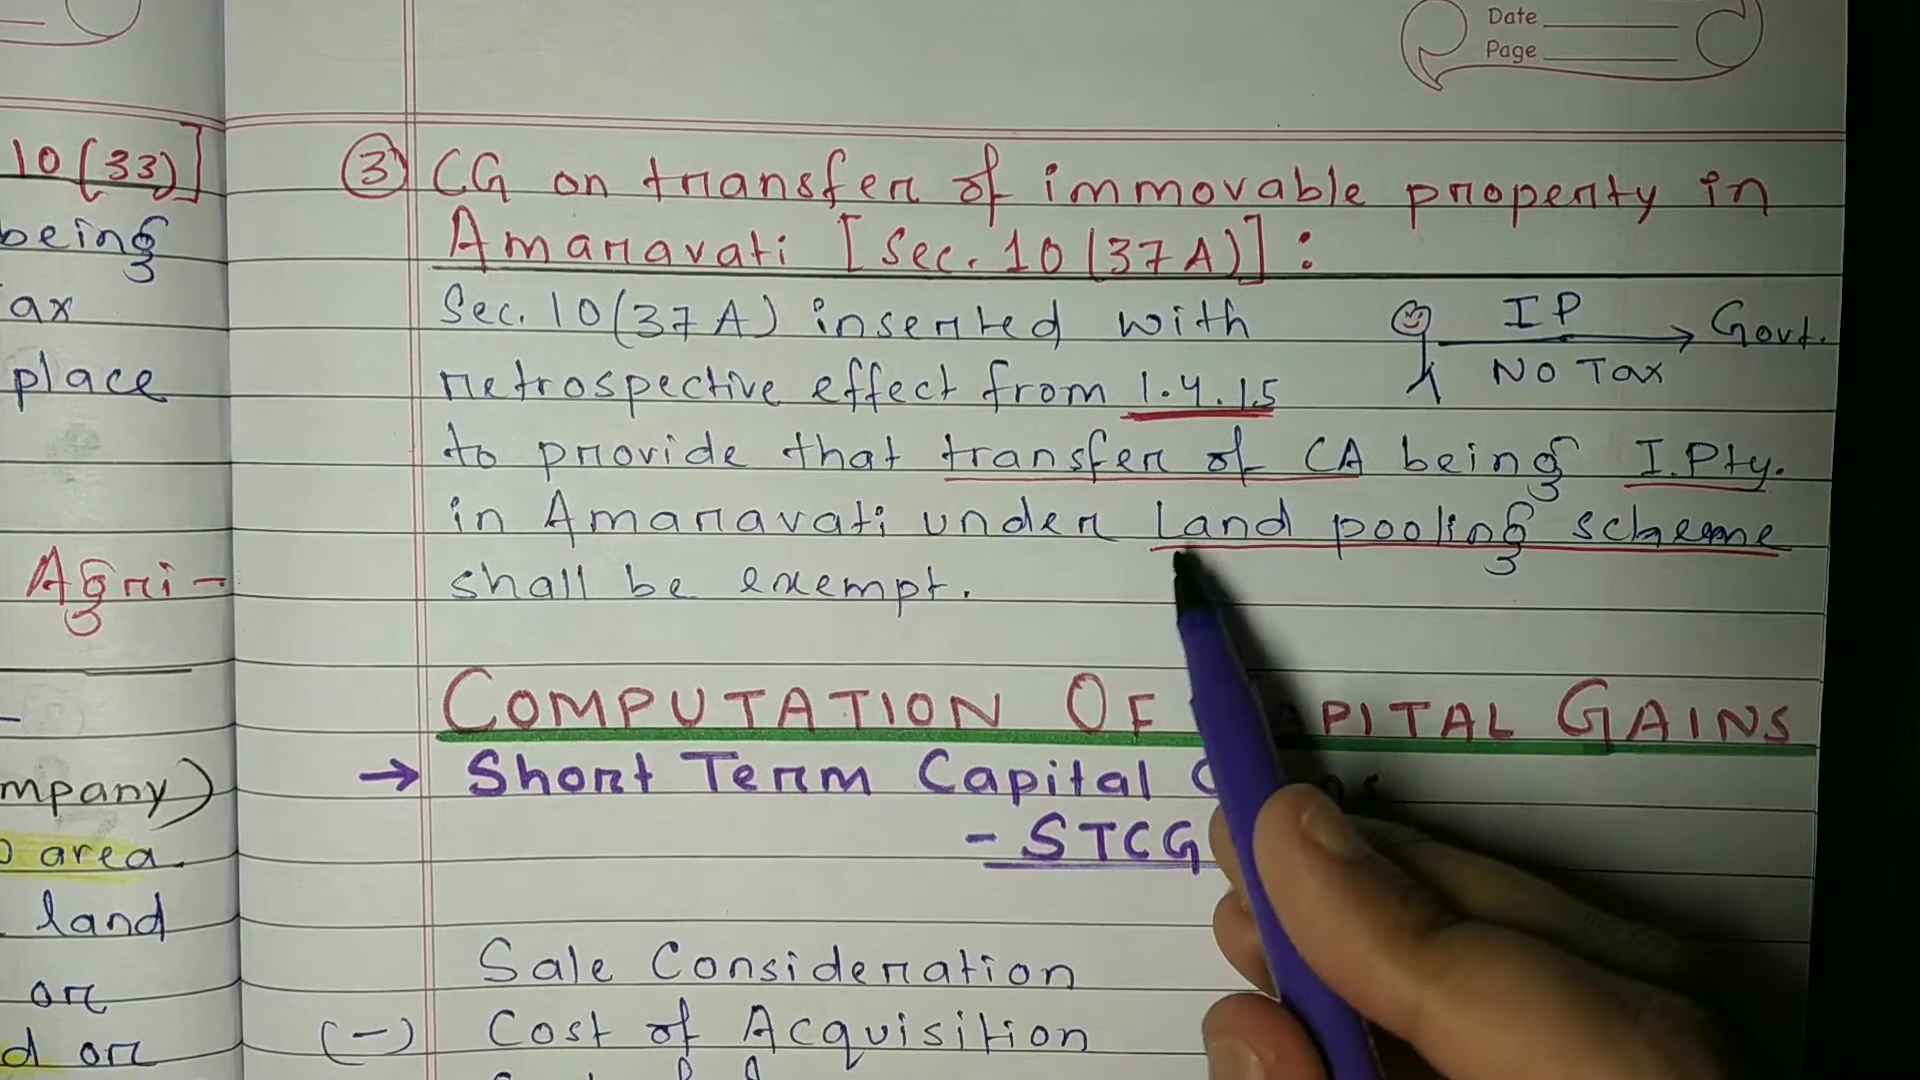 Date
Page
10(33)]
being
ax
place
Agri-
mpany)
area
land
or
d or
③ CG on transfer of immovable property in
Amaravati [Sec. 10(37A)]:
Sec. 10(37A) inserted with
retrospective effect from 1.4.15
to provide that transfer of CA being I.Pty.
in Amaravati under Land pooling scheme
shall be exempt.
IP
Govt.
NO Tax
COMPUTATION OF CAPITAL GAINS
→ Short Term Capital G
- STCG
Sale Consideration
(-) Cost of Acquisition